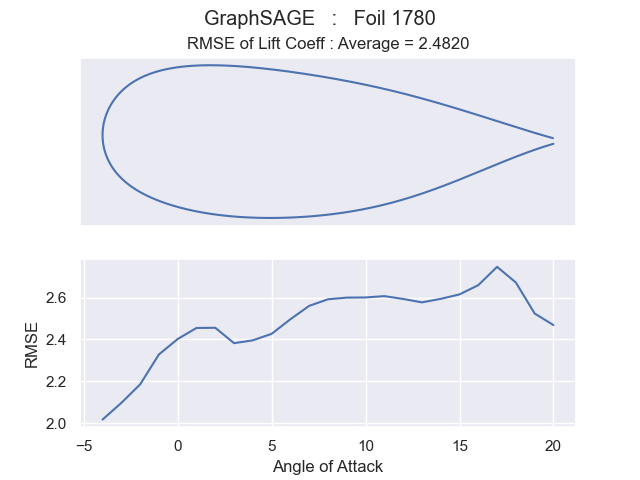 GraphSAGE   :   Foil 1780
RMSE of Lift Coeff : Average = 2.4820
2.6
2.4
2.2
2.0
RMSE
−5 0 5 10 15 20
Angle of Attack